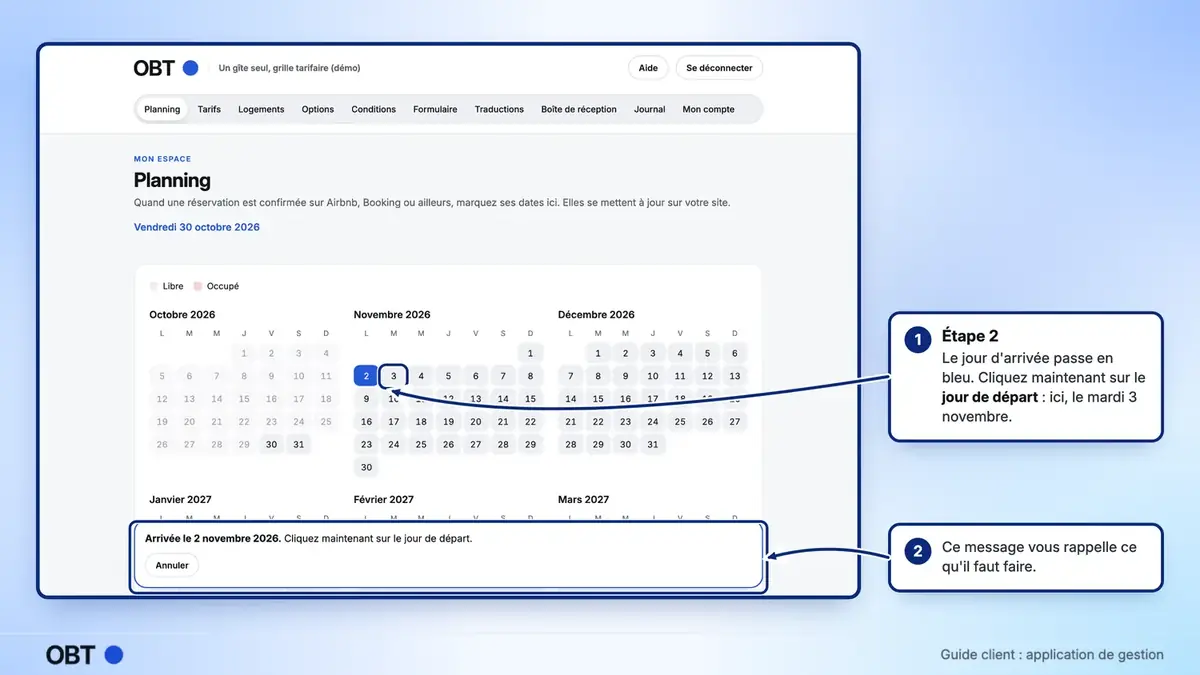 OBT
Un gîte seul, grille tarifaire (démo)
Aide
Se déconnecter
Planning Tarifs Logements Options Conditions Formulaire Traductions Boîte de réception Journal Mon compte
MON ESPACE
Planning
Quand une réservation est confirmée sur Airbnb, Booking ou ailleurs, marquez ses dates ici. Elles se mettent à jour sur votre site.
Vendredi 30 octobre 2026
Libre Occupé
Octobre 2026
L M M J V S D
1 2 3 4
5 6 7 8 9 10 11
12 13 14 15 16 17 18
19 20 21 22 23 24 25
26 27 28 29 30 31
Novembre 2026
L M M J V S D
1
2 3 4 5 6 7 8
9 12 13 14 15
16 17 18 19 20 21 22
23 24 25 26 27 28 29
30
Décembre 2026
L M M J V S D
1 2 3 4 5 6
7 8 9 10 11 12 13
14 15 16 17 18
21 22 23 24 25 26 27
28 29 30 31
Janvier 2027
L M M J V S D
Février 2027
L M M J V S D
Mars 2027
L M M J V S D
Arrivée le 2 novembre 2026. Cliquez maintenant sur le jour de départ.
Annuler
1
Étape 2
Le jour d'arrivée passe en
bleu. Cliquez maintenant sur le
jour de départ : ici, le mardi 3
novembre.
2
Ce message vous rappelle ce
qu'il faut faire.
OBT
Guide client : application de gestion